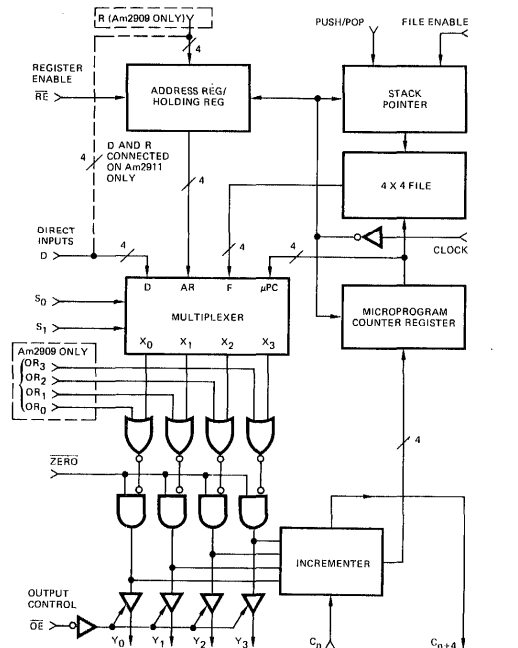 R (Am2909 ONLY)
PUSH/POP
FILE ENABLE
4
REGISTER
ENABLE
RE
ADDRESS REG/
HOLDING REG
STACK
POINTER
4
D AND R
CONNECTED
ON Am2911
ONLY
4
4 X 4 FILE
DIRECT
INPUTS
D
4
4
4
CLOCK
D
AR
F
μPC
S0
S1
MULTIPLEXER
X0
X1
X2
X3
MICROPROGRAM
COUNTER REGISTER
Am2909 ONLY
OR3
OR2
OR1
OR0
4
ZERO
INCREMENTER
OUTPUT
CONTROL
OE
Y0
Y1
Y2
Y3
Cn
Cn+4